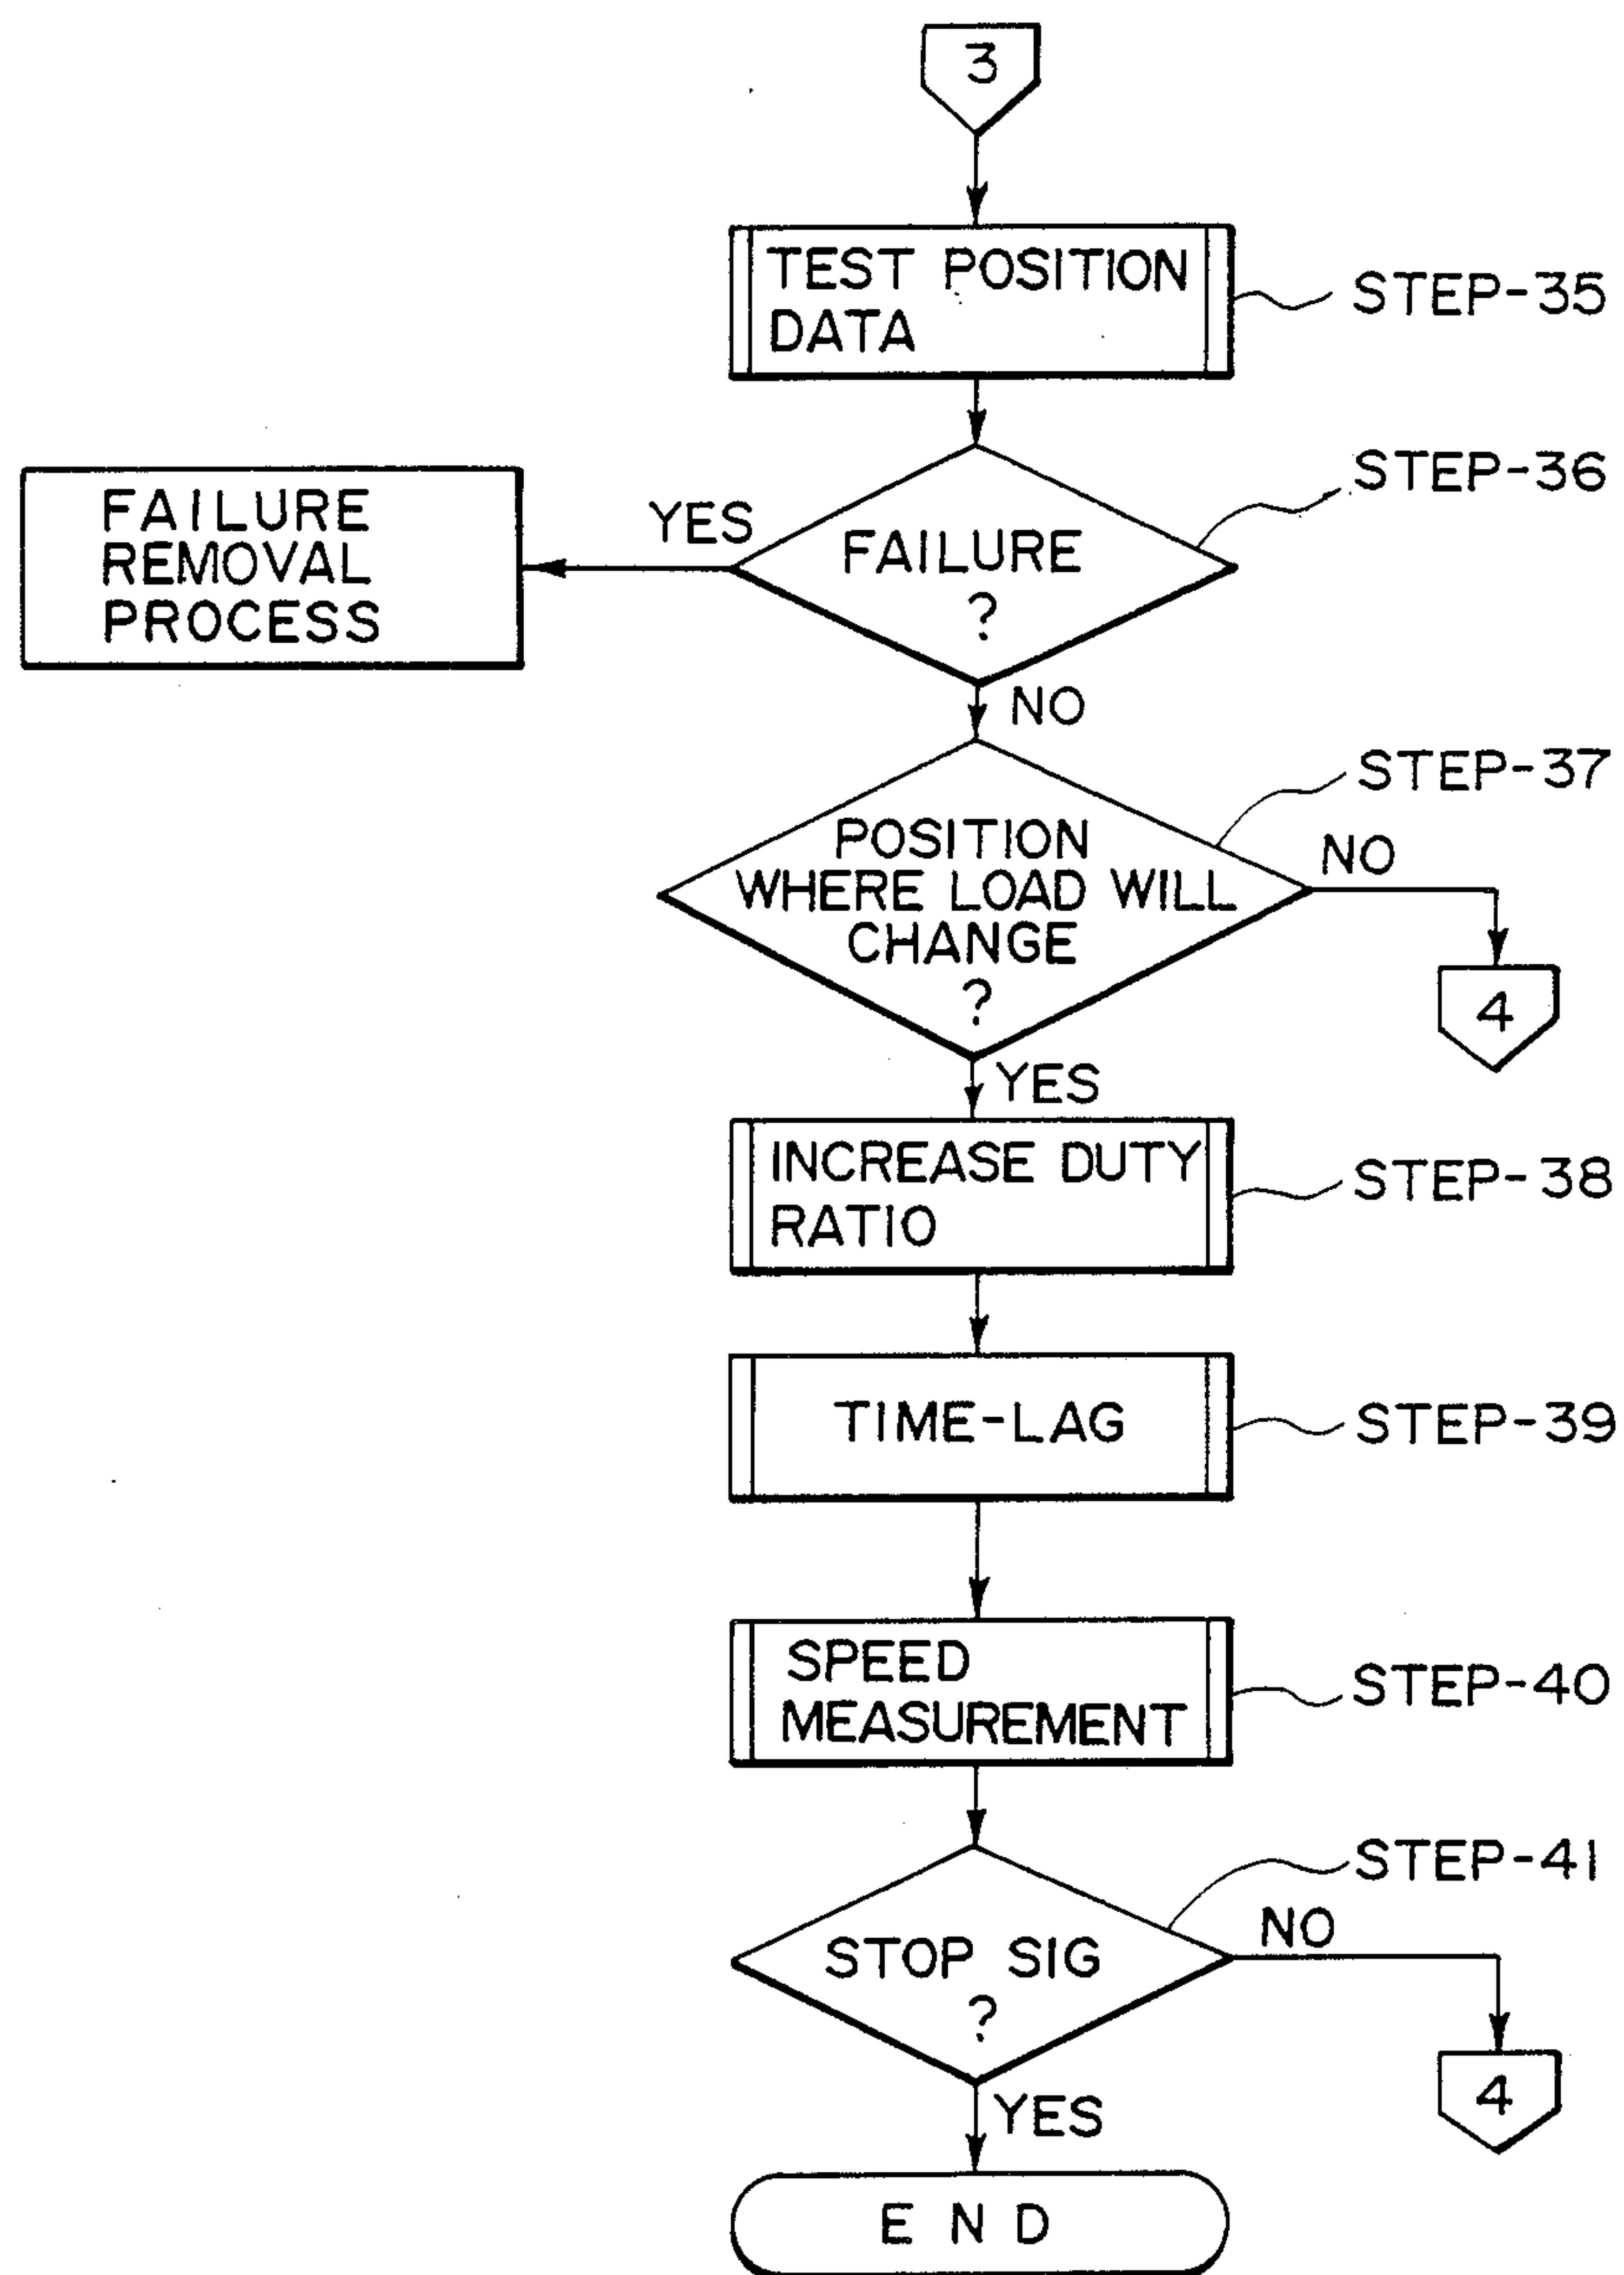 3
TEST POSITION
DATA
STEP-35
STEP-36
FAILURE
REMOVAL
PROCESS
YES
FAILURE
?
NO
STEP-37
POSITION
WHERE LOAD WILL
CHANGE
?
NO
4
YES
INCREASE DUTY
RATIO
STEP-38
TIME-LAG
STEP-39
SPEED
MEASUREMENT
STEP-40
STEP-41
STOP SIG
?
NO
4
YES
END